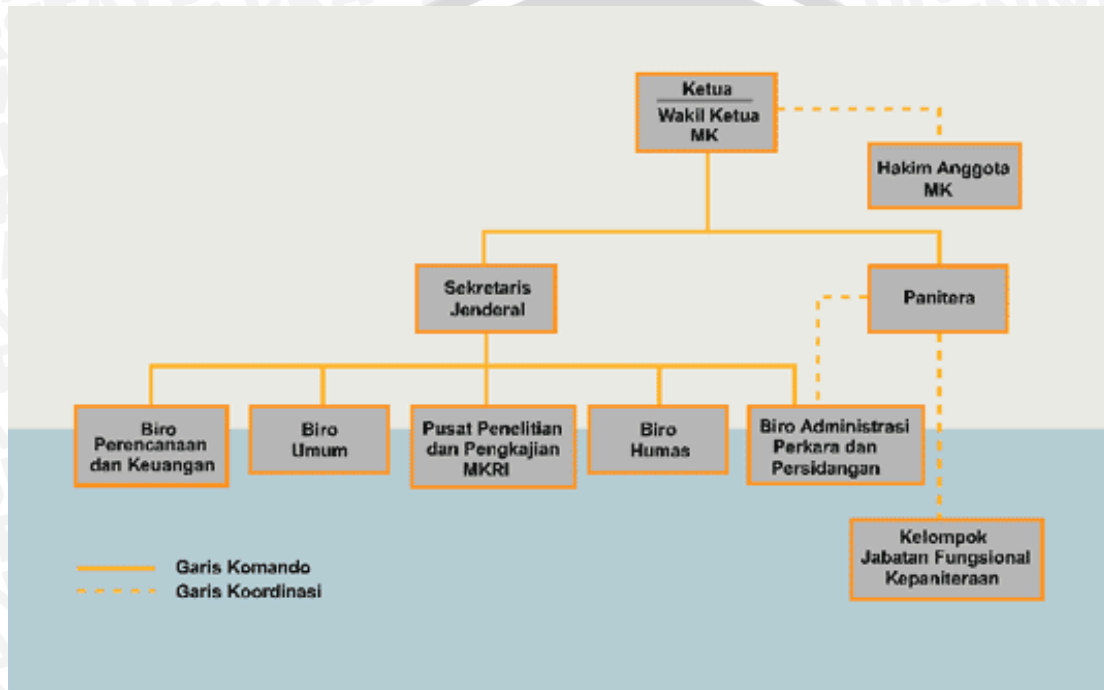 Ketua
Wakil Ketua
MK
Hakim Anggota
MK
Sekretaris
Jenderal
Panitera
Biro
Perencanaan
dan Keuangan
Biro
Umum
Pusat Penelitian
dan Pengkajian
MKRI
Biro
Humas
Biro Administrasi
Perkara dan
Persidangan
Kelompok
Jabatan Fungsional
Kepaniteraan
Garis Komando
Garis Koordinasi